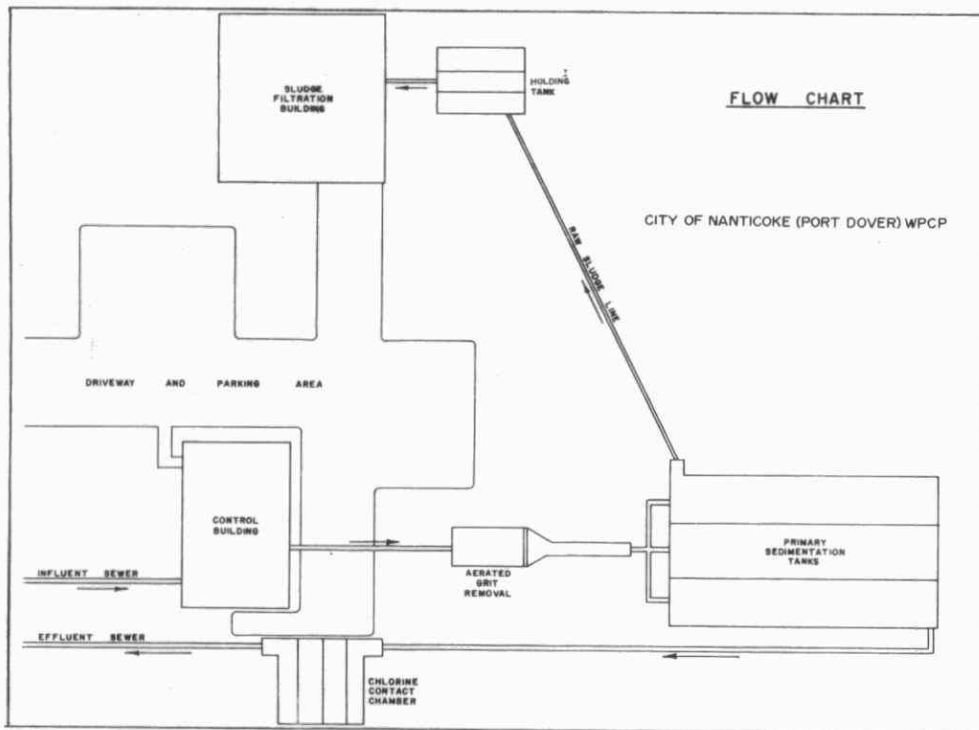 SLUDGE
FILTRATION
BUILDING
HOLDING
TANK
FLOW CHART
CITY OF NANTICOKE (PORT DOVER) WPCP
RAW SLUDGE LINE
DRIVEWAY AND PARKING AREA
CONTROL
BUILDING
AERATED
GRIT
REMOVAL
PRIMARY
SEDIMENTATION
TANKS
INFLUENT SEWER
EFFLUENT SEWER
CHLORINE
CONTACT
CHAMBER